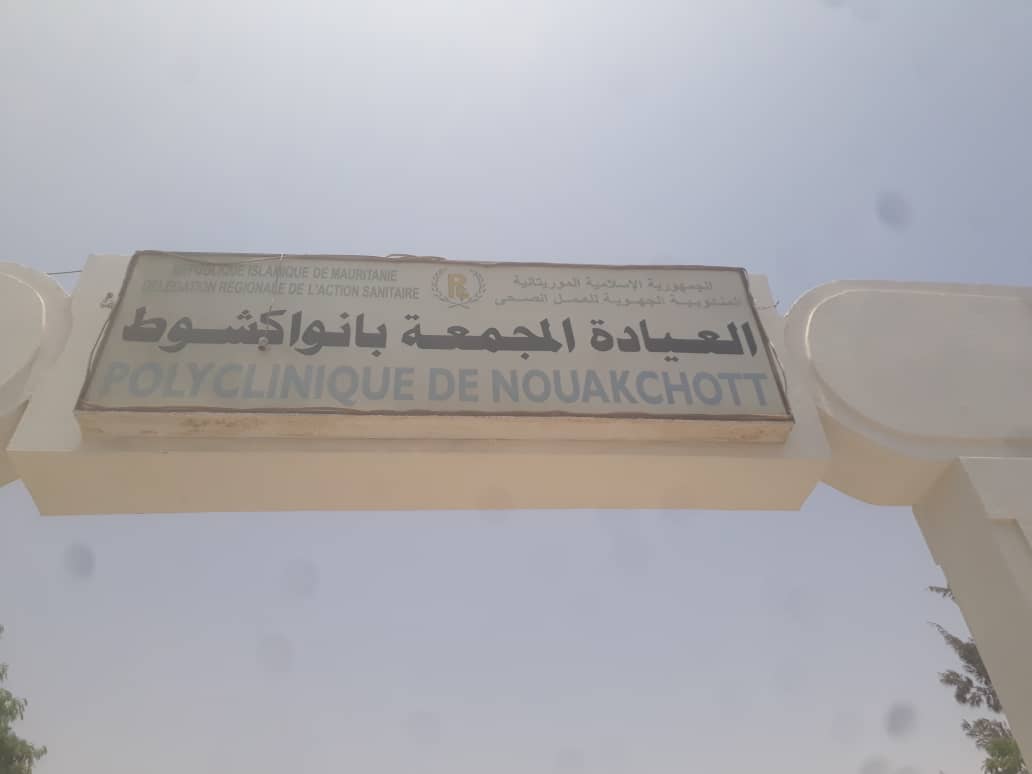 REPUBLIQUE ISLAMIQUE DE MAURITANIE
DELEGATION REGIONALE DE L'ACTION SANITAIRE
الجمهورية الإسلامية الموريتانية
المندوبية الجهوية للعمل الصحي
العيادة المجمعة بانواكشوط
POLYCLINIQUE DE NOUAKCHOTT